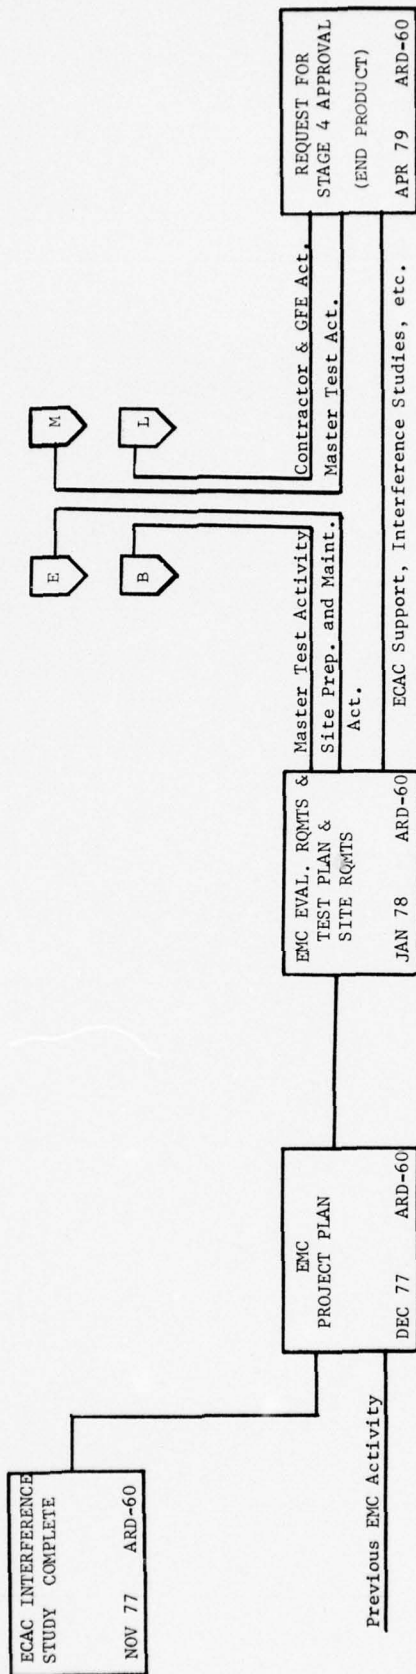 ECAC INTERFERENCE
STUDY COMPLETE
NOV 77 ARD-60
Previous EMC Activity
EMC
PROJECT PLAN
DEC 77 ARD-60
EMC EVAL. RQMTS &
TEST PLAN &
SITE RQMTS
JAN 78 ARD-60
Master Test Activity
Site Prep. and Maint.
Act.
E
B
M
L
Contractor & GFE Act.
Master Test Act.
ECAC Support, Interference Studies, etc.
REQUEST FOR
STAGE 4 APPROVAL
(END PRODUCT)
APR 79 ARD-60